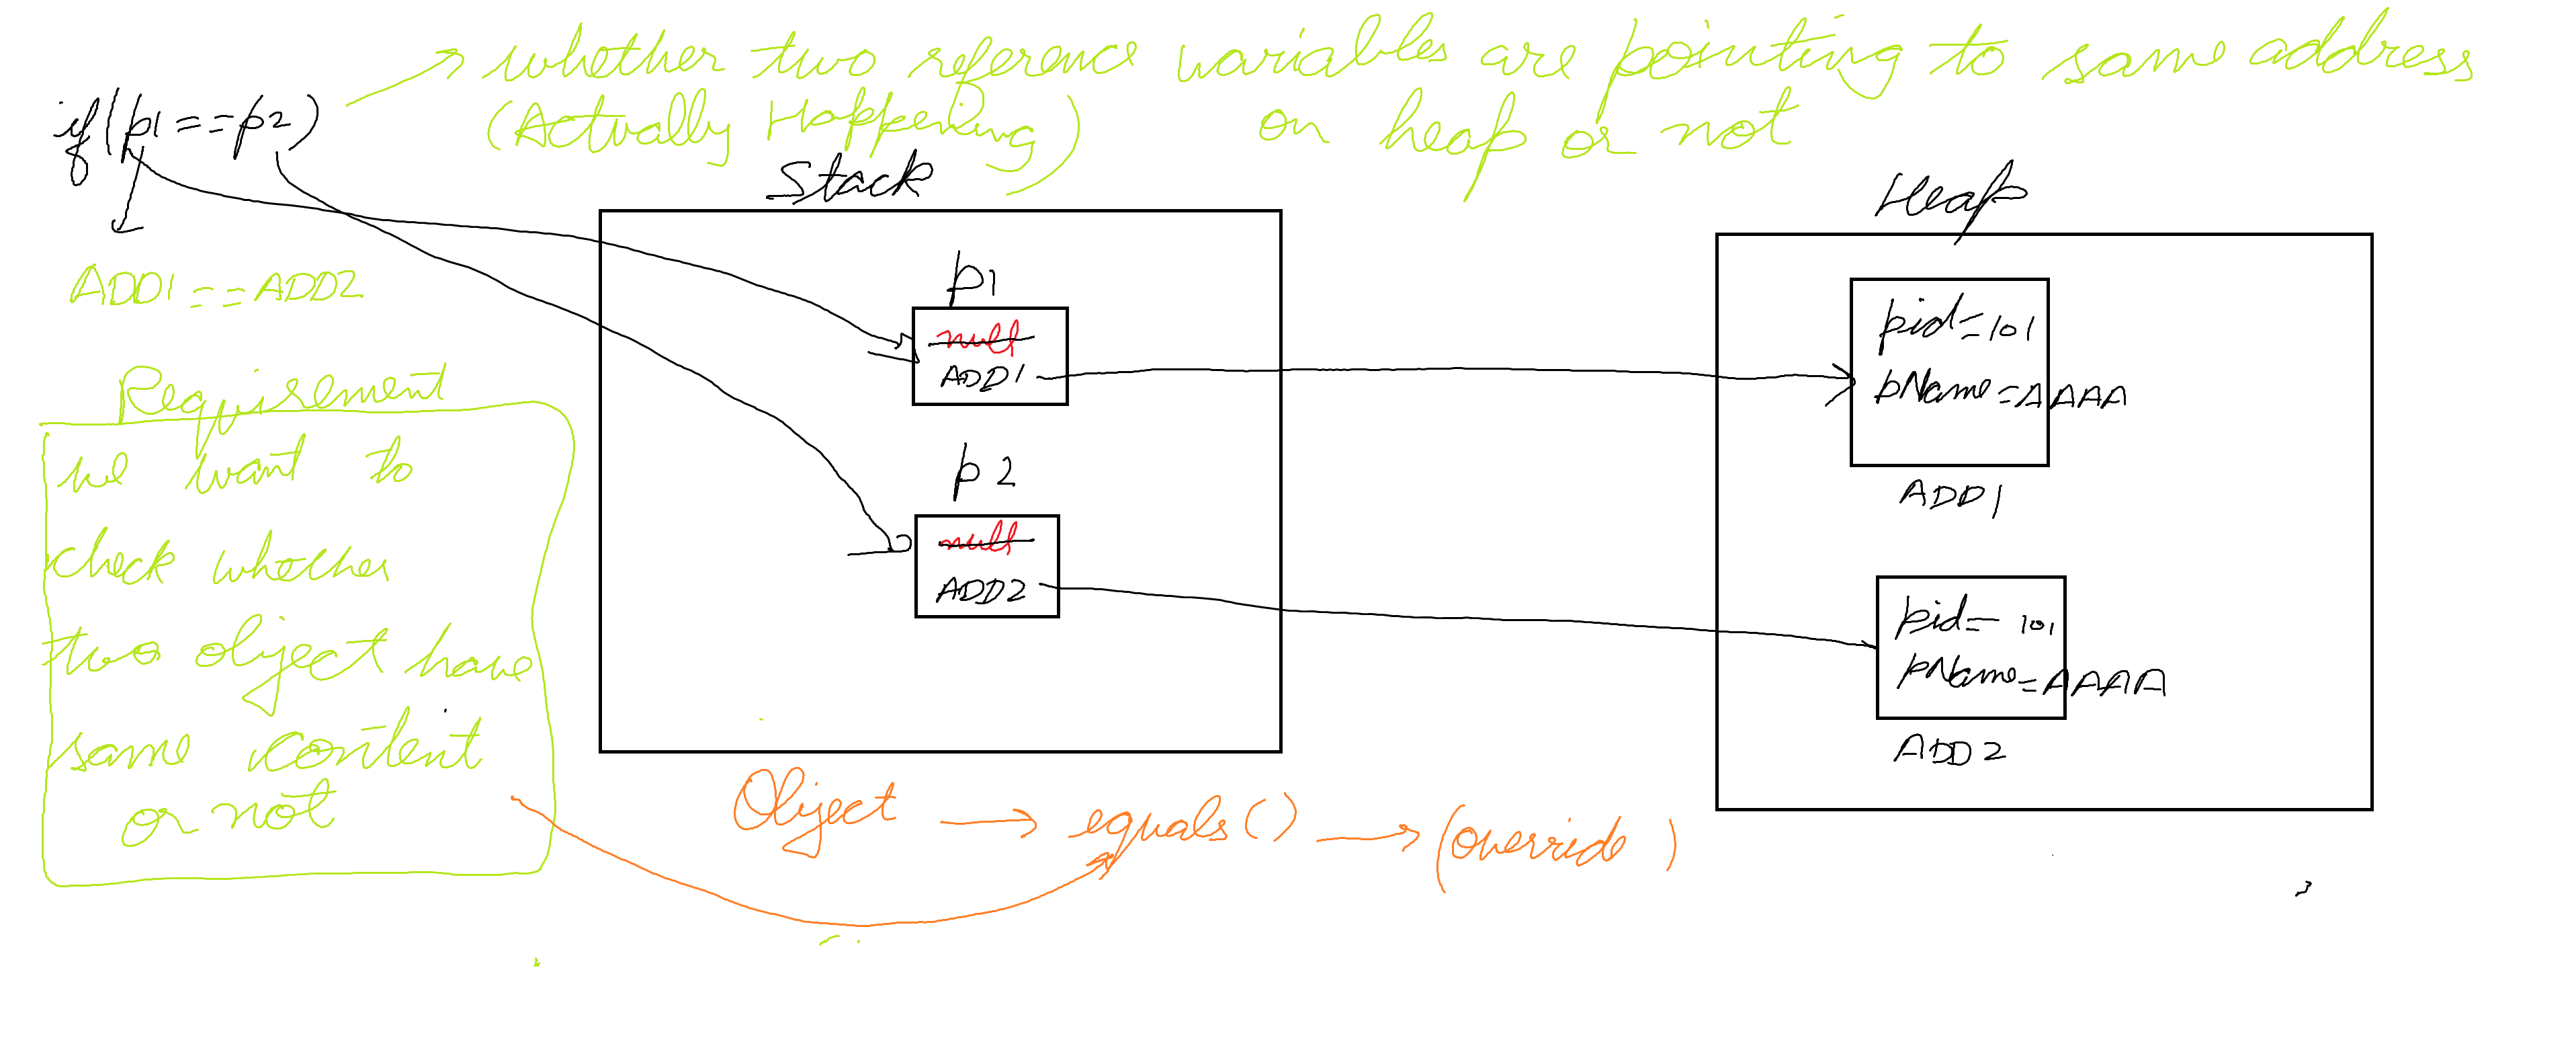 whether two reference variables are pointing to same address
if(p1==p2)
(Actually Happening)
on heap or not
Stack
Heap
ADD1==ADD2
p1
null
ADD1
pid=101
pName=AAAA
ADD1
Requirement
we want to
check whether
two object have
same content
or not
p2
null
ADD2
pid=101
pName=AAAA
ADD2
Object → equals() → (override)